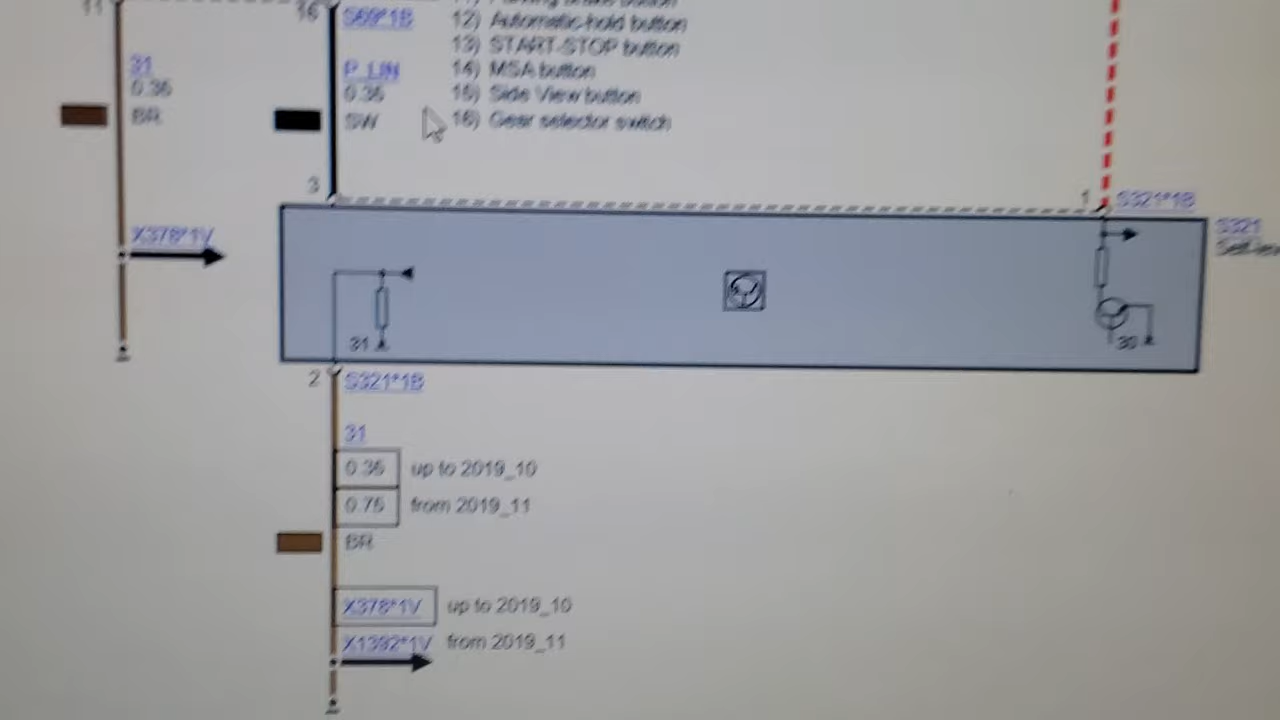 11
16
S69*1B
12) Automatic-hold button
13) START-STOP button
31
P_LIN
14) MSA button
0.35
0.35
15) Side View button
BR
SW
16) Gear selector switch
3
1
S321*1B
X378*1V
S321
31
30
2
S321*1B
31
0.35 up to 2019_10
0.75 from 2019_11
BR
X378*1V up to 2019_10
X1392*1V from 2019_11